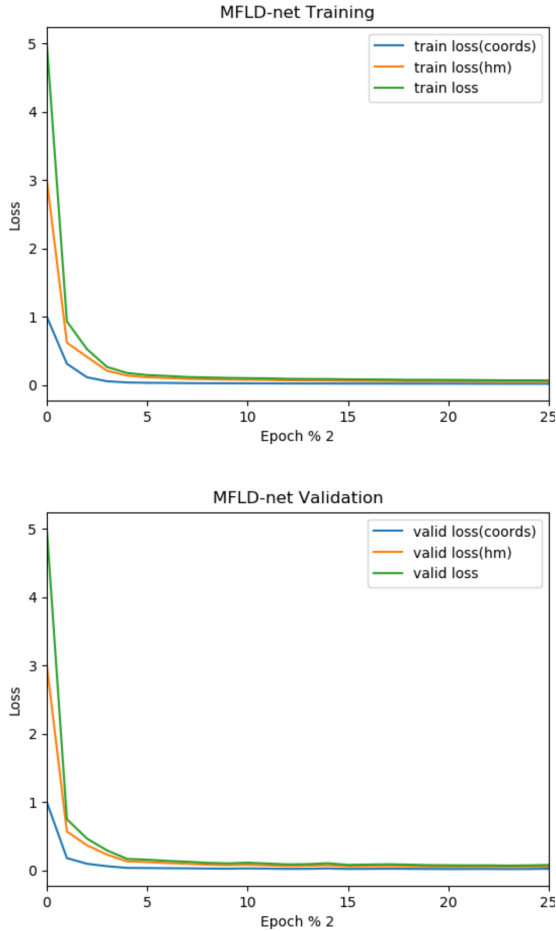 MFLD-net Training
5
4
3
2
1
0
Loss
train loss(coords)
train loss(hm)
train loss
0 5 10 15 20 25
Epoch % 2
MFLD-net Validation
5
4
3
2
1
0
Loss
valid loss(coords)
valid loss(hm)
valid loss
0 5 10 15 20 25
Epoch % 2